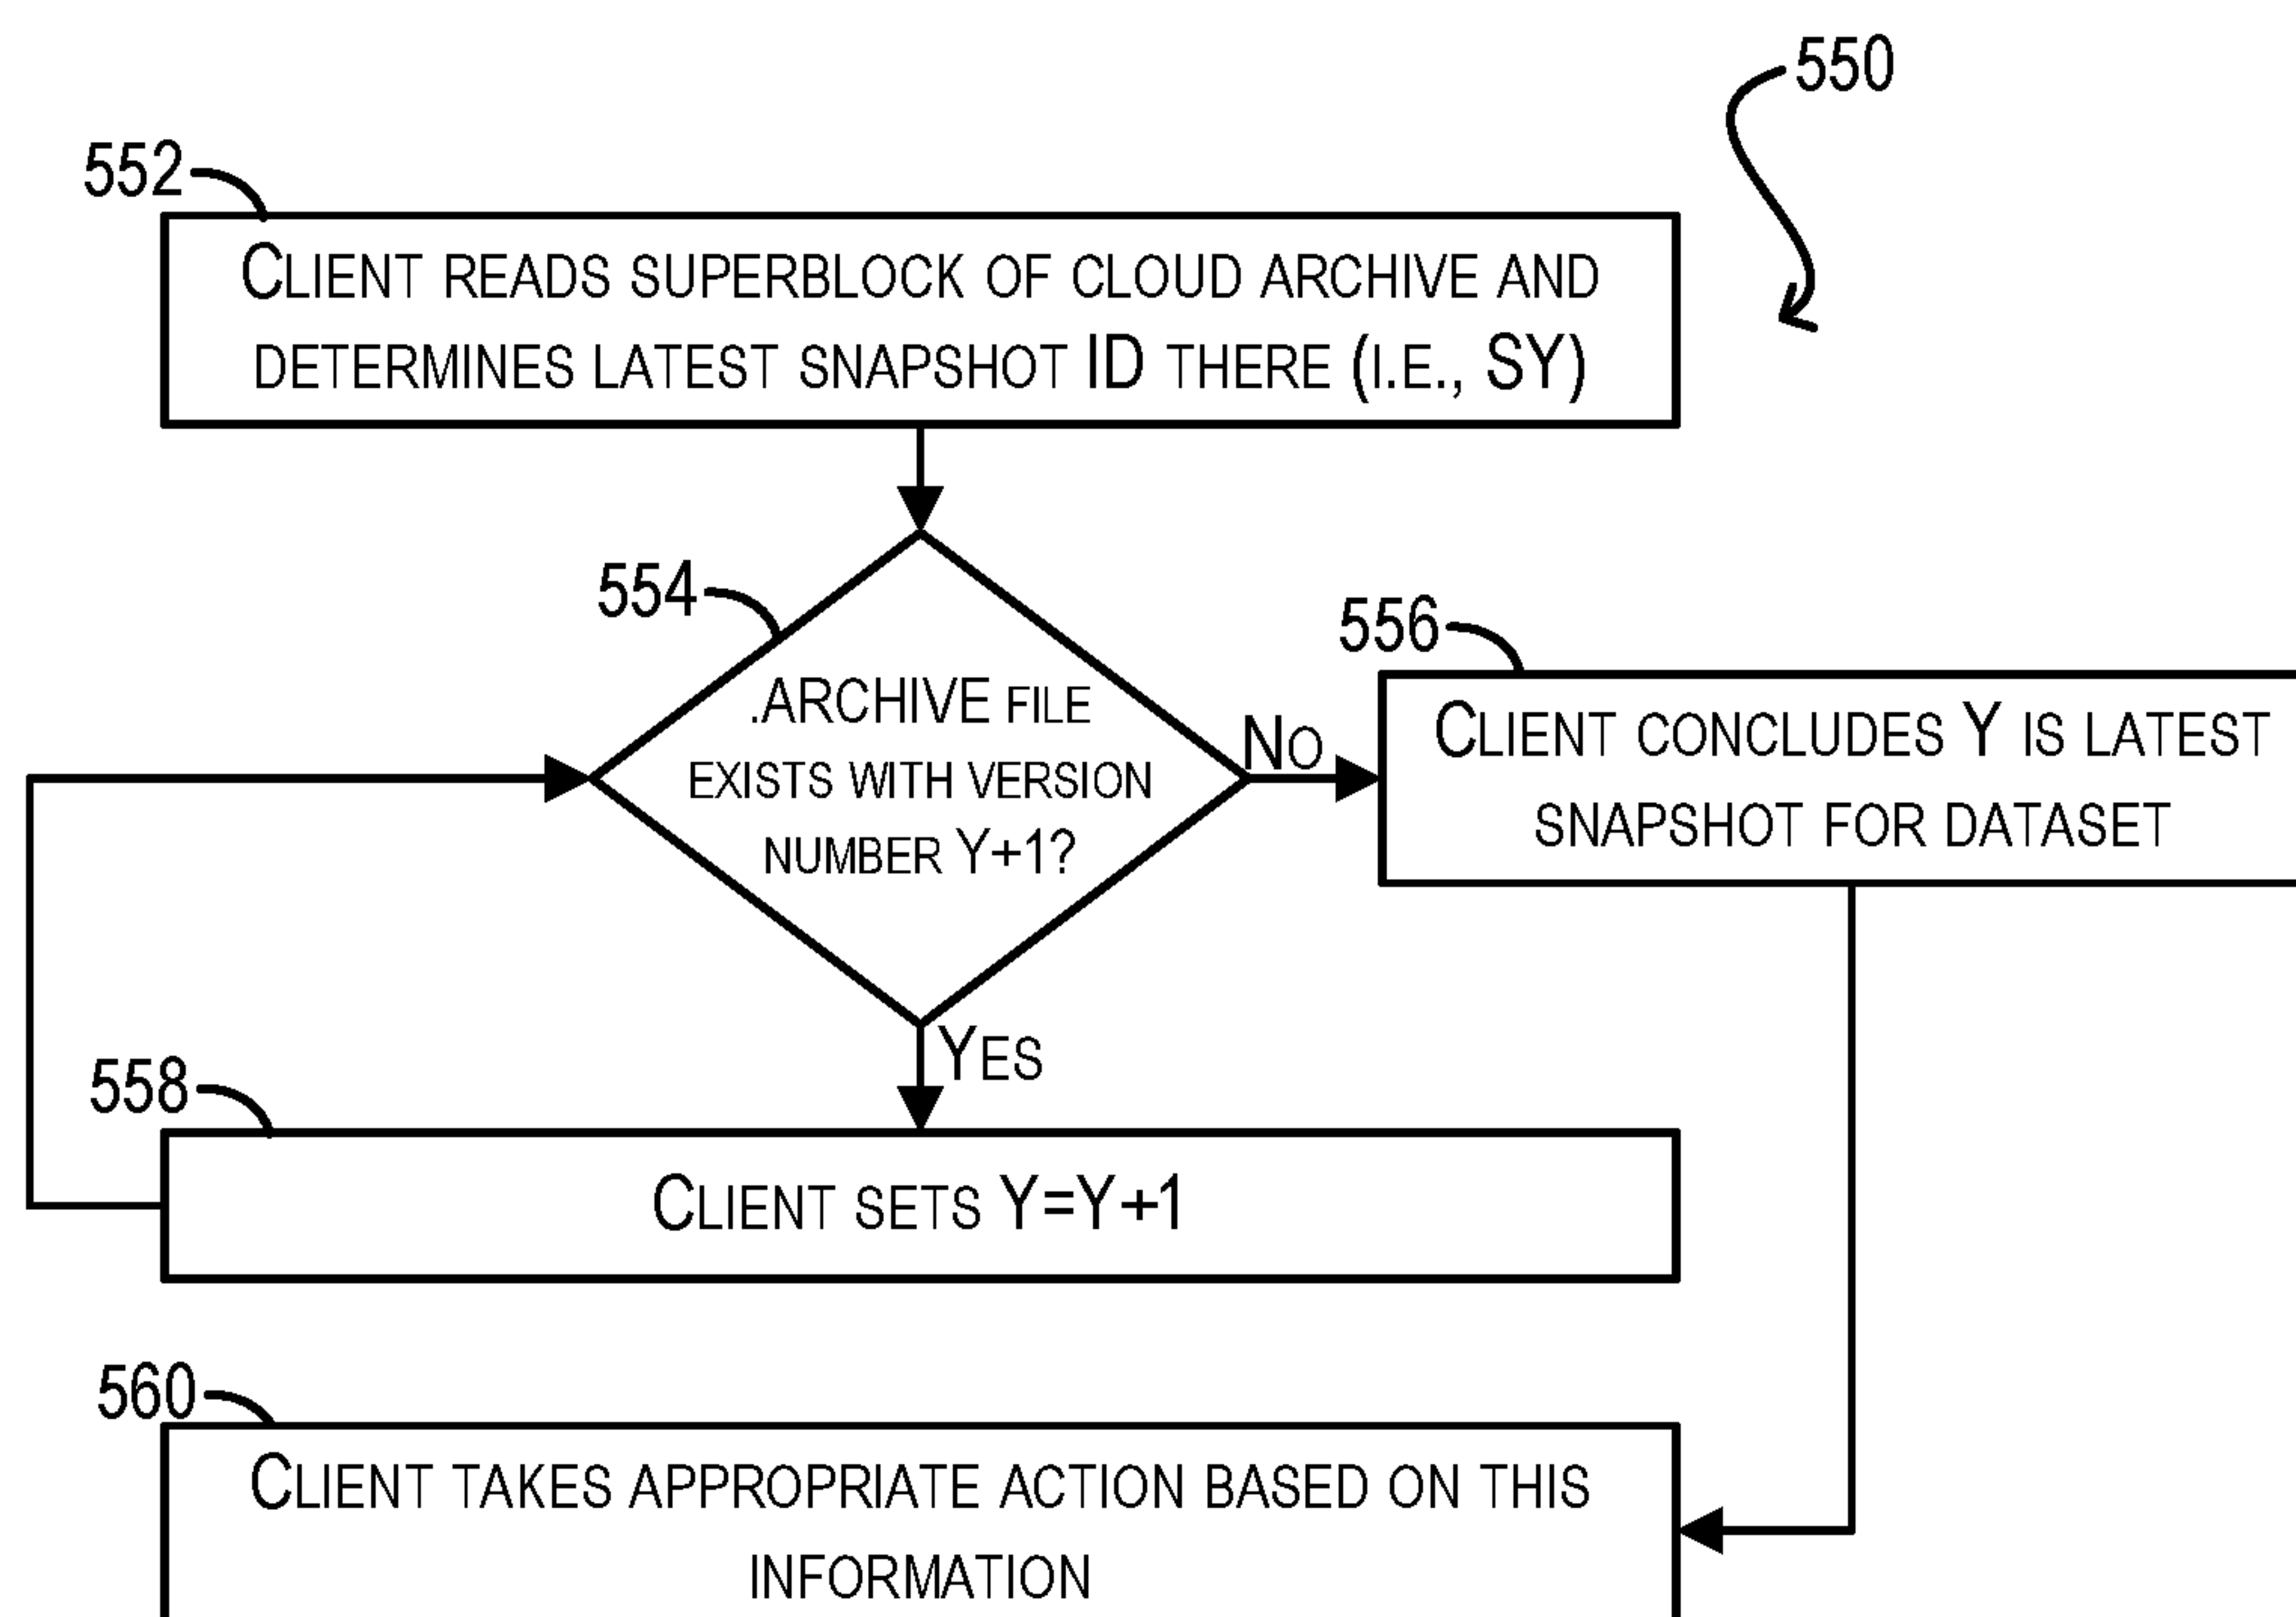 550
552
CLIENT READS SUPERBLOCK OF CLOUD ARCHIVE AND
DETERMINES LATEST SNAPSHOT ID THERE (I.E., SY)
554
.ARCHIVE FILE
EXISTS WITH VERSION
NUMBER Y+1?
NO
556
CLIENT CONCLUDES Y IS LATEST
SNAPSHOT FOR DATASET
YES
558
CLIENT SETS Y=Y+1
560
CLIENT TAKES APPROPRIATE ACTION BASED ON THIS
INFORMATION